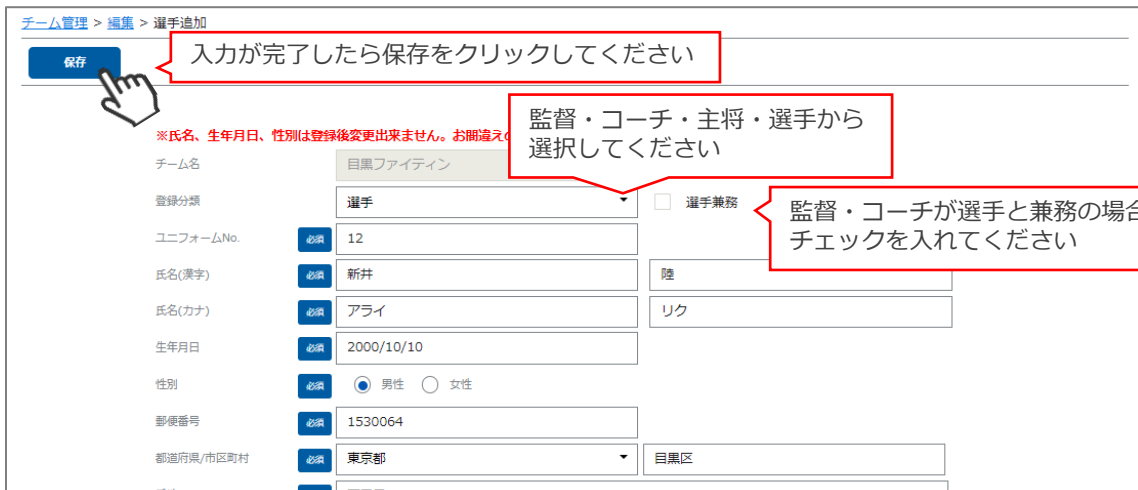 チーム管理 > 編集 > 選手追加
保存
入力が完了したら保存をクリックしてください
監督・コーチ・主将・選手から
選択してください
※氏名、生年月日、性別は登録後変更出来ません。お間違え
チーム名 目黒ファイティン
登録分類 選手 選手兼務
監督・コーチが選手と兼務の場合
チェックを入れてください
ユニフォームNo. 必須 12
氏名(漢字) 必須 新井 陸
氏名(カナ) 必須 アライ リク
生年月日 必須 2000/10/10
性別 必須 男性 女性
郵便番号 必須 1530064
都道府県/市区町村 必須 東京都 目黒区